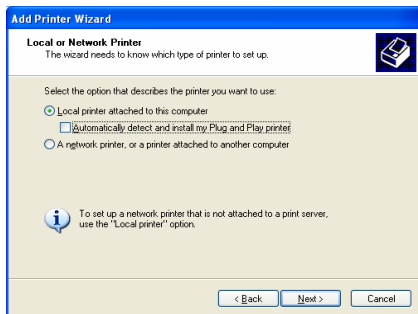 Add Printer Wizard
Local or Network Printer
The wizard needs to know which type of printer to set up.
Select the option that describes the printer you want to use:
Local printer attached to this computer
Automatically detect and install my Plug and Play printer
A network printer, or a printer attached to another computer
To set up a network printer that is not attached to a print server,
use the "Local printer" option.
< Back Next > Cancel